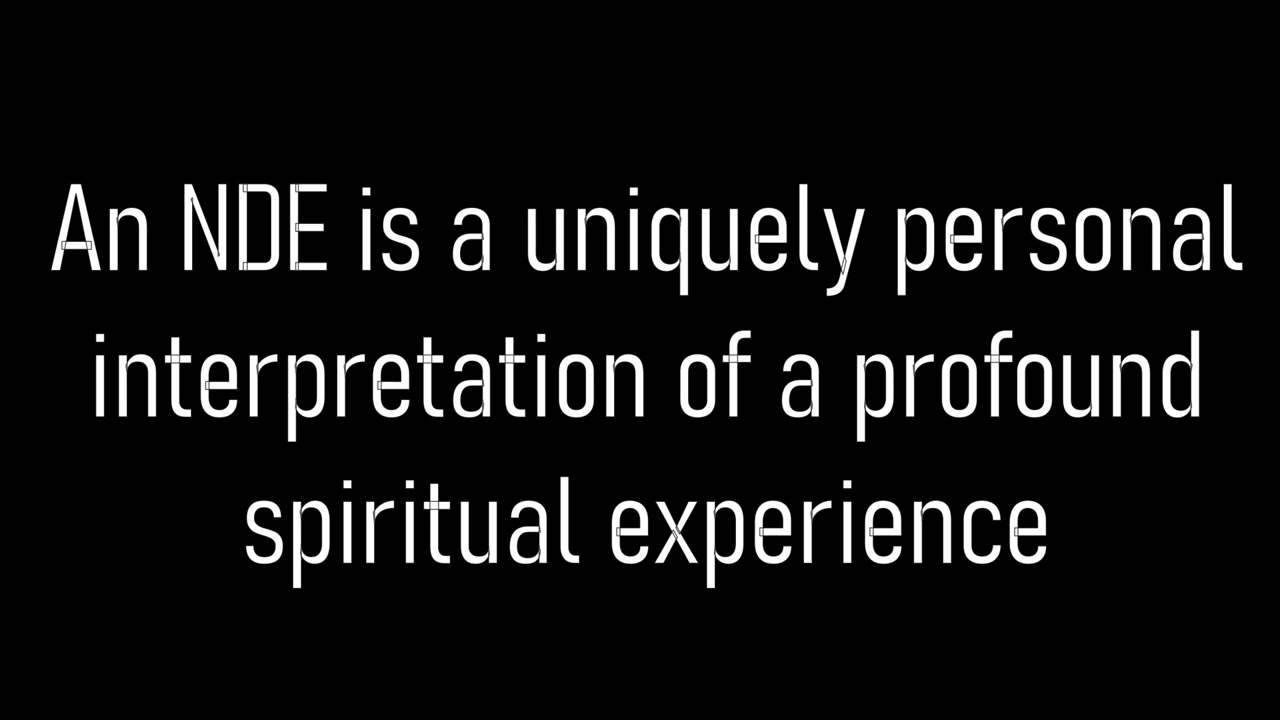 An NDE is a uniquely personal
interpretation of a profound
spiritual experience